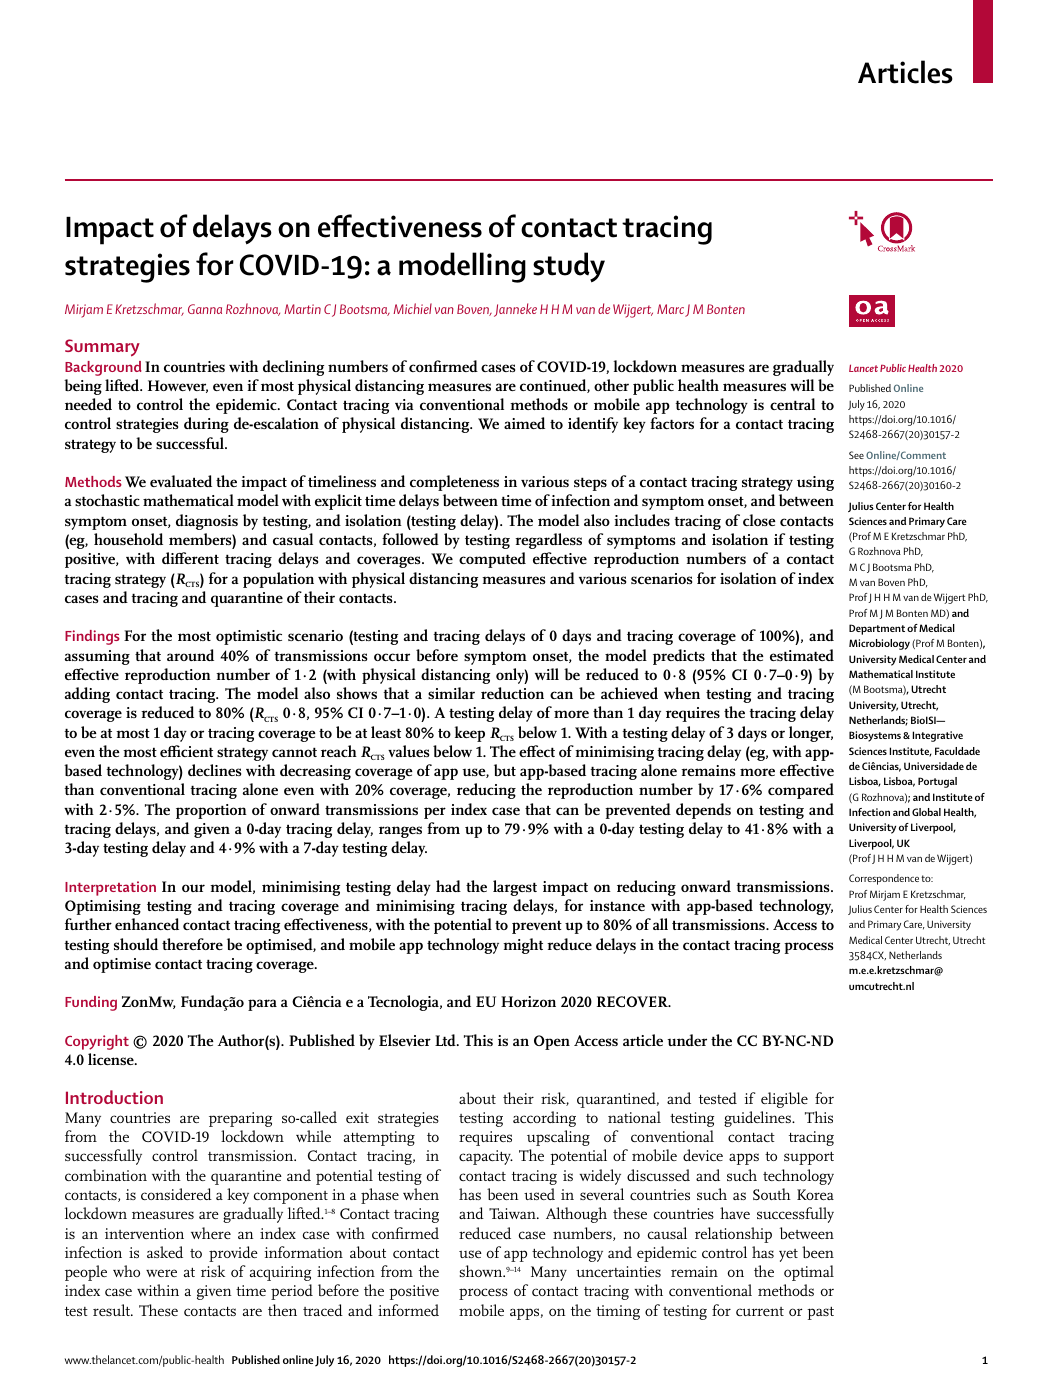 Articles
Impact of delays on effectiveness of contact tracing
strategies for COVID-19: a modelling study
Mirjam E Kretzschmar, Ganna Rozhnova, Martin C J Bootsma, Michiel van Boven, Janneke H H M van de Wijgert, Marc J M Bonten
CrossMark
oa
OPEN ACCESS
Summary
Background In countries with declining numbers of confirmed cases of COVID-19, lockdown measures are gradually
being lifted. However, even if most physical distancing measures are continued, other public health measures will be
needed to control the epidemic. Contact tracing via conventional methods or mobile app technology is central to
control strategies during de-escalation of physical distancing. We aimed to identify key factors for a contact tracing
strategy to be successful.
Methods We evaluated the impact of timeliness and completeness in various steps of a contact tracing strategy using
a stochastic mathematical model with explicit time delays between time of infection and symptom onset, and between
symptom onset, diagnosis by testing, and isolation (testing delay). The model also includes tracing of close contacts
(eg, household members) and casual contacts, followed by testing regardless of symptoms and isolation if testing
positive, with different tracing delays and coverages. We computed effective reproduction numbers of a contact
tracing strategy (RCTS) for a population with physical distancing measures and various scenarios for isolation of index
cases and tracing and quarantine of their contacts.
Findings For the most optimistic scenario (testing and tracing delays of 0 days and tracing coverage of 100%), and
assuming that around 40% of transmissions occur before symptom onset, the model predicts that the estimated
effective reproduction number of 1·2 (with physical distancing only) will be reduced to 0·8 (95% CI 0·7–0·9) by
adding contact tracing. The model also shows that a similar reduction can be achieved when testing and tracing
coverage is reduced to 80% (RCTS 0·8, 95% CI 0·7–1·0). A testing delay of more than 1 day requires the tracing delay
to be at most 1 day or tracing coverage to be at least 80% to keep RCTS below 1. With a testing delay of 3 days or longer,
even the most efficient strategy cannot reach RCTS values below 1. The effect of minimising tracing delay (eg, with app-
based technology) declines with decreasing coverage of app use, but app-based tracing alone remains more effective
than conventional tracing alone even with 20% coverage, reducing the reproduction number by 17·6% compared
with 2·5%. The proportion of onward transmissions per index case that can be prevented depends on testing and
tracing delays, and given a 0-day tracing delay, ranges from up to 79·9% with a 0-day testing delay to 41·8% with a
3-day testing delay and 4·9% with a 7-day testing delay.
Interpretation In our model, minimising testing delay had the largest impact on reducing onward transmissions.
Optimising testing and tracing coverage and minimising tracing delays, for instance with app-based technology,
further enhanced contact tracing effectiveness, with the potential to prevent up to 80% of all transmissions. Access to
testing should therefore be optimised, and mobile app technology might reduce delays in the contact tracing process
and optimise contact tracing coverage.
Funding ZonMw, Fundação para a Ciência e a Tecnologia, and EU Horizon 2020 RECOVER.
Copyright © 2020 The Author(s). Published by Elsevier Ltd. This is an Open Access article under the CC BY-NC-ND
4.0 license.
Lancet Public Health 2020
Published Online
July 16, 2020
https://doi.org/10.1016/
S2468-2667(20)30157-2
See Online/Comment
https://doi.org/10.1016/
S2468-2667(20)30160-2
Julius Center for Health
Sciences and Primary Care
(Prof M E Kretzschmar PhD,
G Rozhnova PhD,
M C J Bootsma PhD,
M van Boven PhD,
Prof J H H M van de Wijgert PhD,
Prof M J M Bonten MD) and
Department of Medical
Microbiology (Prof M Bonten),
University Medical Center and
Mathematical Institute
(M Bootsma), Utrecht
University, Utrecht,
Netherlands; BioISI—
Biosystems & Integrative
Sciences Institute, Faculdade
de Ciências, Universidade de
Lisboa, Lisboa, Portugal
(G Rozhnova); and Institute of
Infection and Global Health,
University of Liverpool,
Liverpool, UK
(Prof J H H M van de Wijgert)
Correspondence to:
Prof Mirjam E Kretzschmar,
Julius Center for Health Sciences
and Primary Care, University
Medical Center Utrecht, Utrecht
3584CX, Netherlands
m.e.e.kretzschmar@
umcutrecht.nl
Introduction
Many countries are preparing so-called exit strategies
from the COVID-19 lockdown while attempting to
successfully control transmission. Contact tracing, in
combination with the quarantine and potential testing of
contacts, is considered a key component in a phase when
lockdown measures are gradually lifted.1–8 Contact tracing
is an intervention where an index case with confirmed
infection is asked to provide information about contact
people who were at risk of acquiring infection from the
index case within a given time period before the positive
test result. These contacts are then traced and informed
about their risk, quarantined, and tested if eligible for
testing according to national testing guidelines. This
requires upscaling of conventional contact tracing
capacity. The potential of mobile device apps to support
contact tracing is widely discussed and such technology
has been used in several countries such as South Korea
and Taiwan. Although these countries have successfully
reduced case numbers, no causal relationship between
use of app technology and epidemic control has yet been
shown.9–14 Many uncertainties remain on the optimal
process of contact tracing with conventional methods or
mobile apps, on the timing of testing for current or past
www.thelancet.com/public-health Published online July 16, 2020 https://doi.org/10.1016/S2468-2667(20)30157-2
1